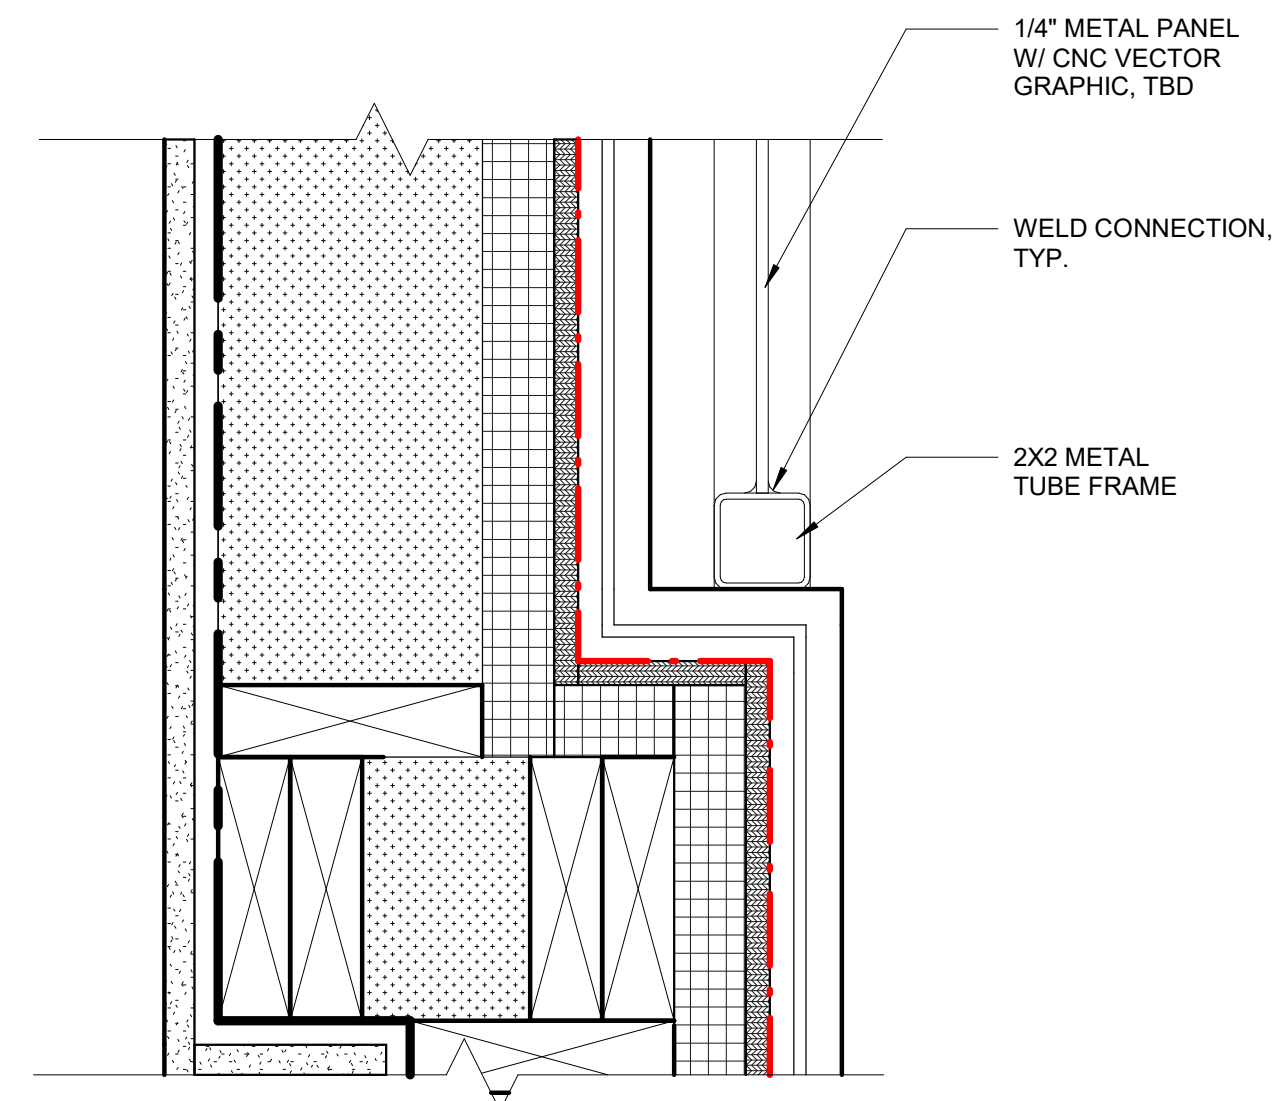 1/4" METAL PANEL
W/ CNC VECTOR
GRAPHIC, TBD
WELD CONNECTION,
TYP.
2X2 METAL
TUBE FRAME